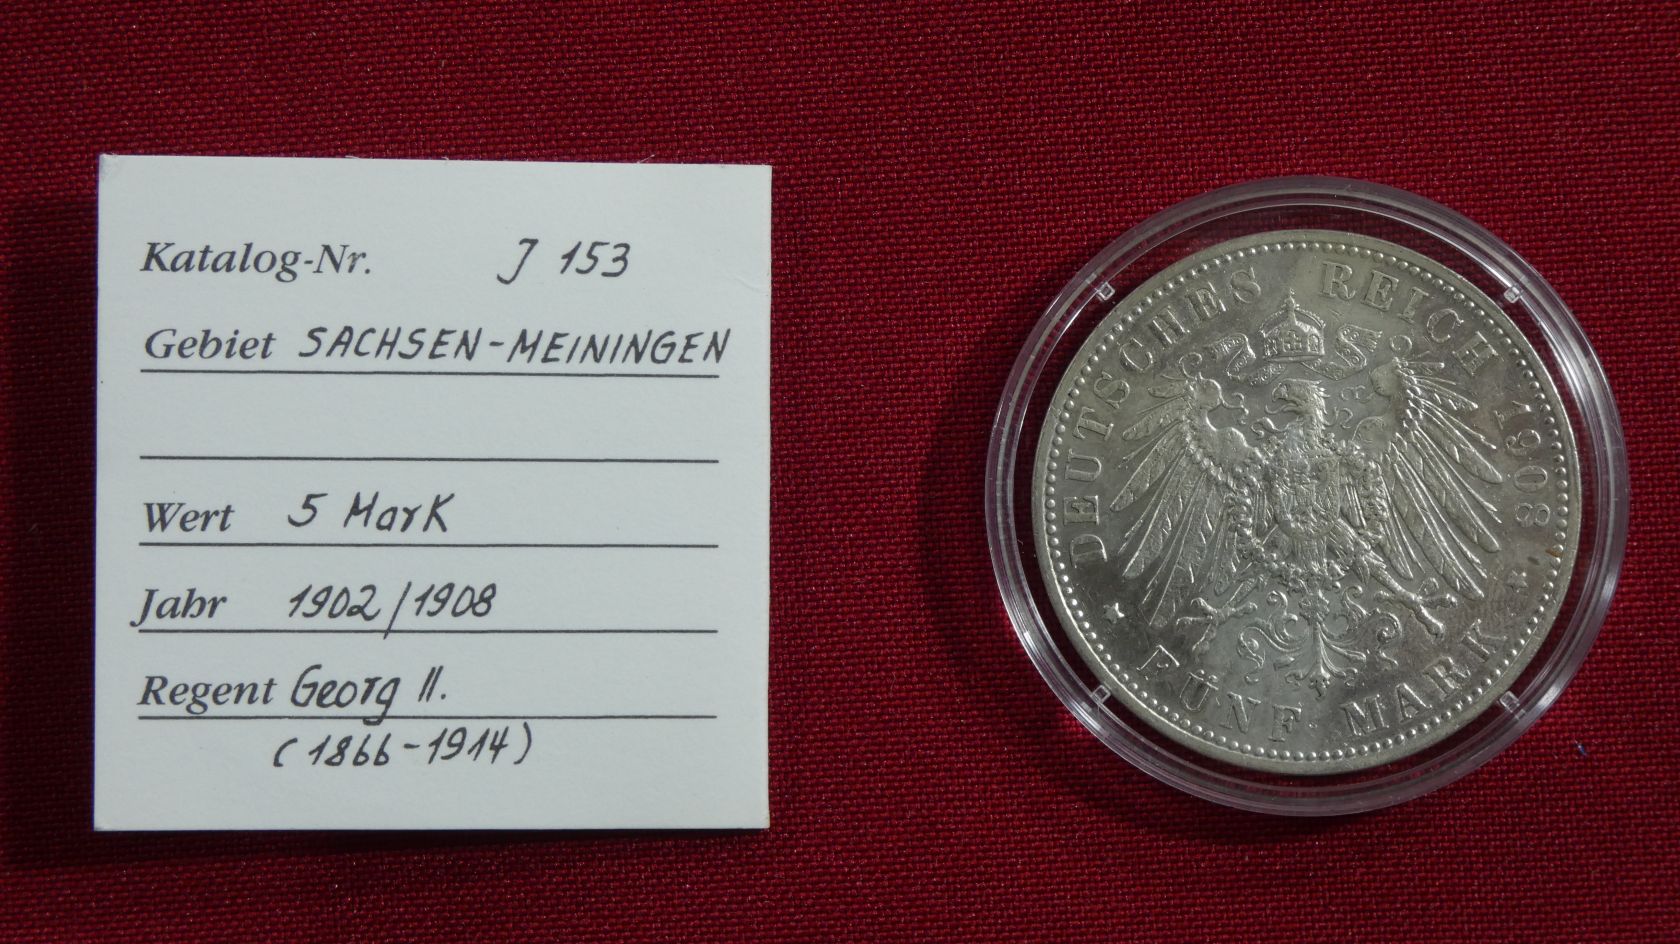 Katalog-Nr. J 153
Gebiet SACHSEN-MEININGEN
Wert 5 Mark
Jahr 1902/1908
Regent Georg II.
(1866-1914)
DEUTSCHES REICH 1908
FÜNF MARK